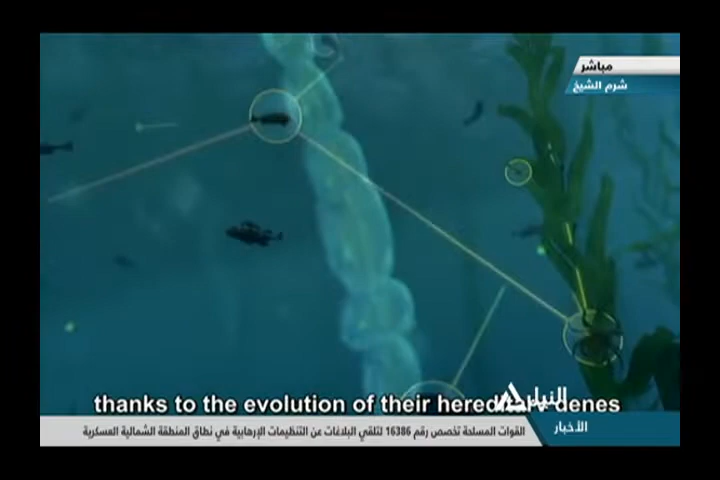 مباشر
شرم الشيخ
thanks to the evolution of their hereditary denes
النيل
الأخبار
القوات المسلحة تخصص رقم 16386 لتلقي البلاغات عن التنظيمات الإرهابية في نطاق المنطقة الشمالية العسكرية